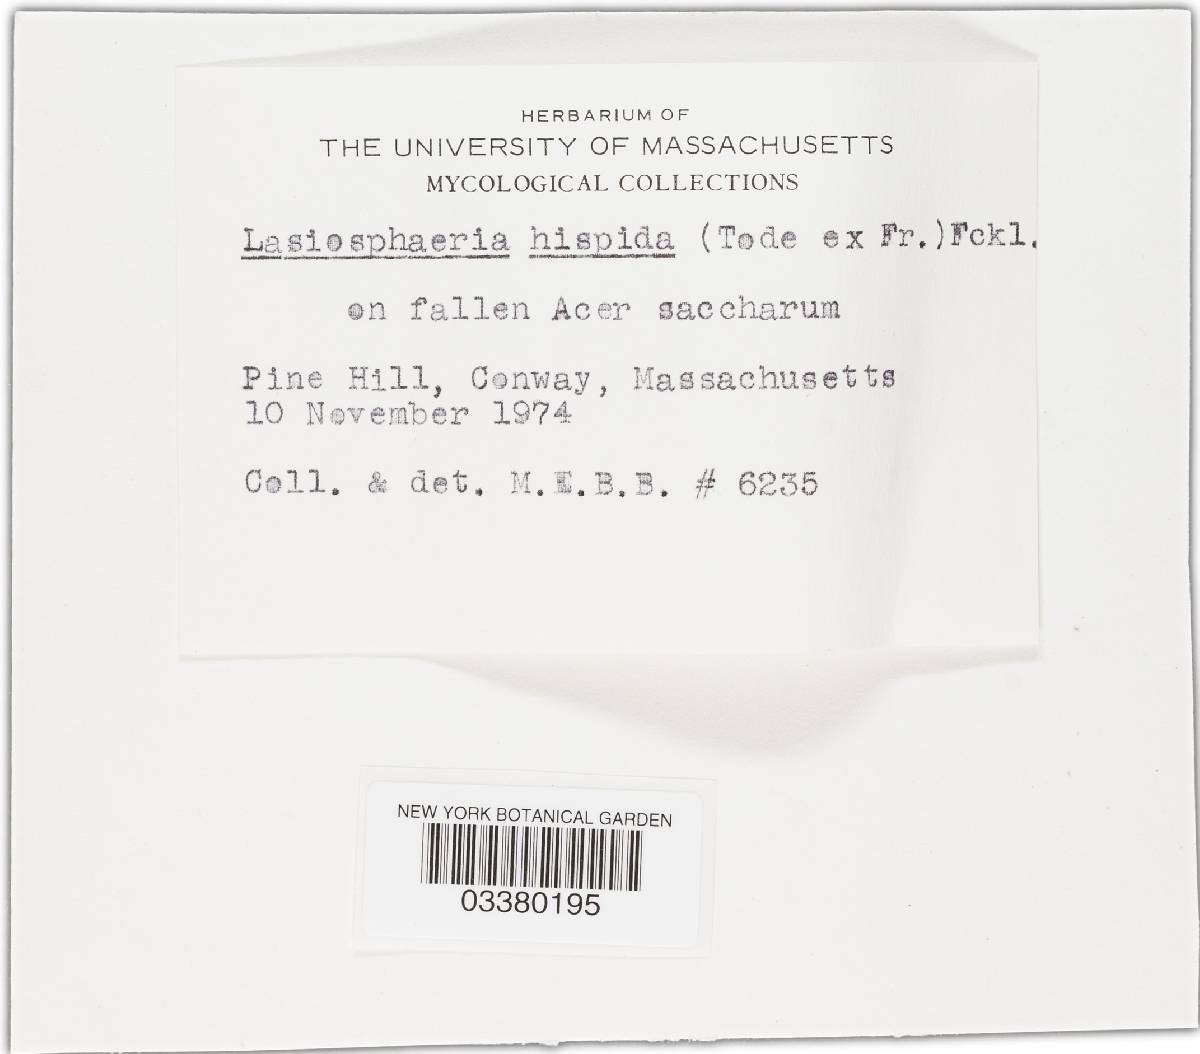 HERBARIUM OF
THE UNIVERSITY OF MASSACHUSETTS
MYCOLOGICAL COLLECTIONS
Lasiosphaeria hispida (Tode ex Fr.)Fckl.
on fallen Acer saccharum
Pine Hill, Conway, Massachusetts
10 November 1974
Coll. & det. M.E.B.B. # 6235
NEW YORK BOTANICAL GARDEN
03380195